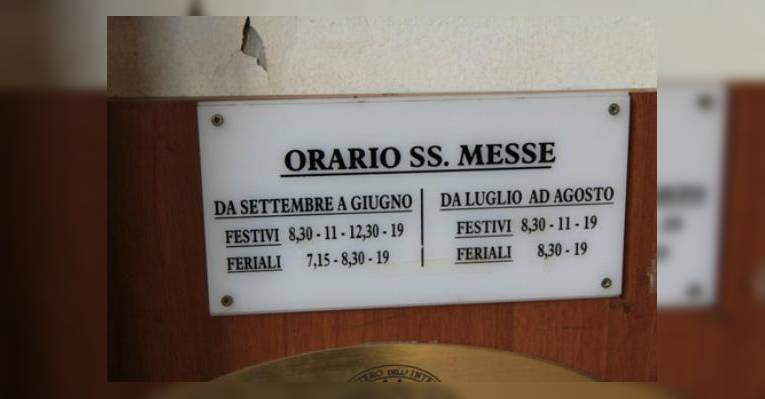 ORARIO SS. MESSE
DA SETTEMBRE A GIUGNO
FESTIVI 8,30 - 11 - 12,30 - 19
FERIALI 7,15 - 8,30 - 19
DA LUGLIO AD AGOSTO
FESTIVI 8,30 - 11 - 19
FERIALI 8,30 - 19
DELL'